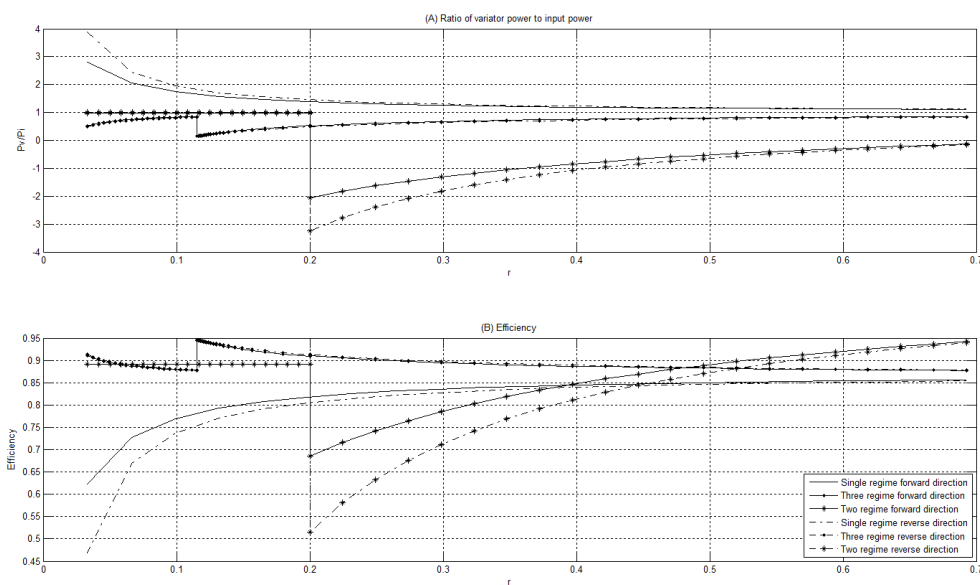 (A) Ratio of variator power to input power
4
3
2
1
0
-1
-2
-3
-4
Pv/Pi
0 0.1 0.2 0.3 0.4 0.5 0.6 0.7
r
(B) Efficiency
0.95
0.9
0.85
0.8
0.75
0.7
0.65
0.6
0.55
0.5
0.45
Efficiency
0 0.1 0.2 0.3 0.4 0.5 0.6 0.7
r
Single regime forward direction
Three regime forward direction
Two regime forward direction
Single regime reverse direction
Three regime reverse direction
Two regime reverse direction